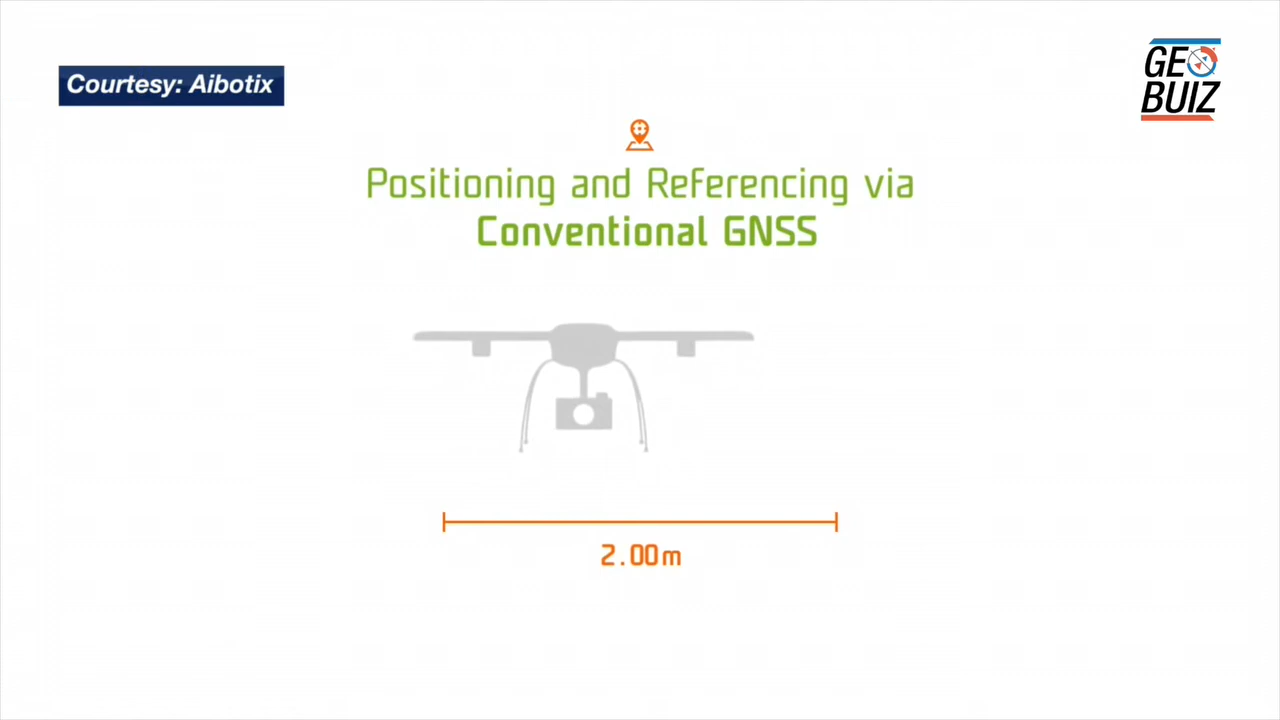 Courtesy: Aibotix
GEO
BUIZ
Positioning and Referencing via
Conventional GNSS
2.00m